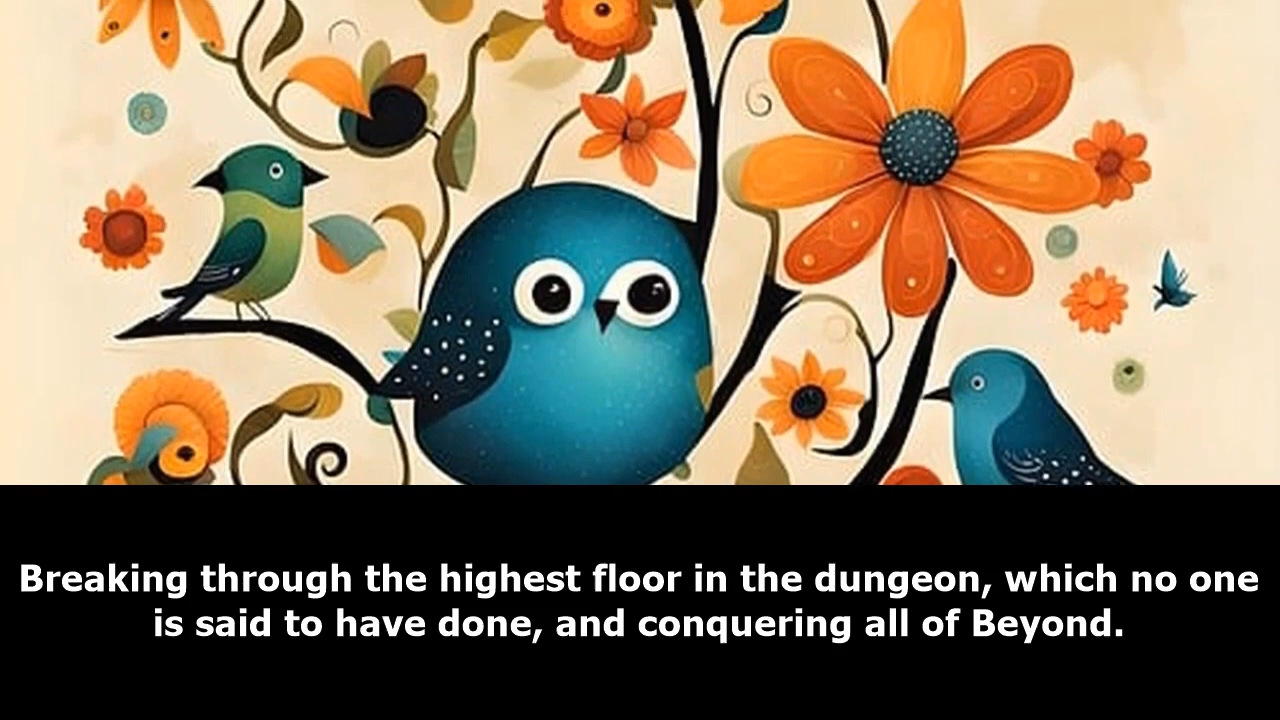 Breaking through the highest floor in the dungeon, which no one
is said to have done, and conquering all of Beyond.